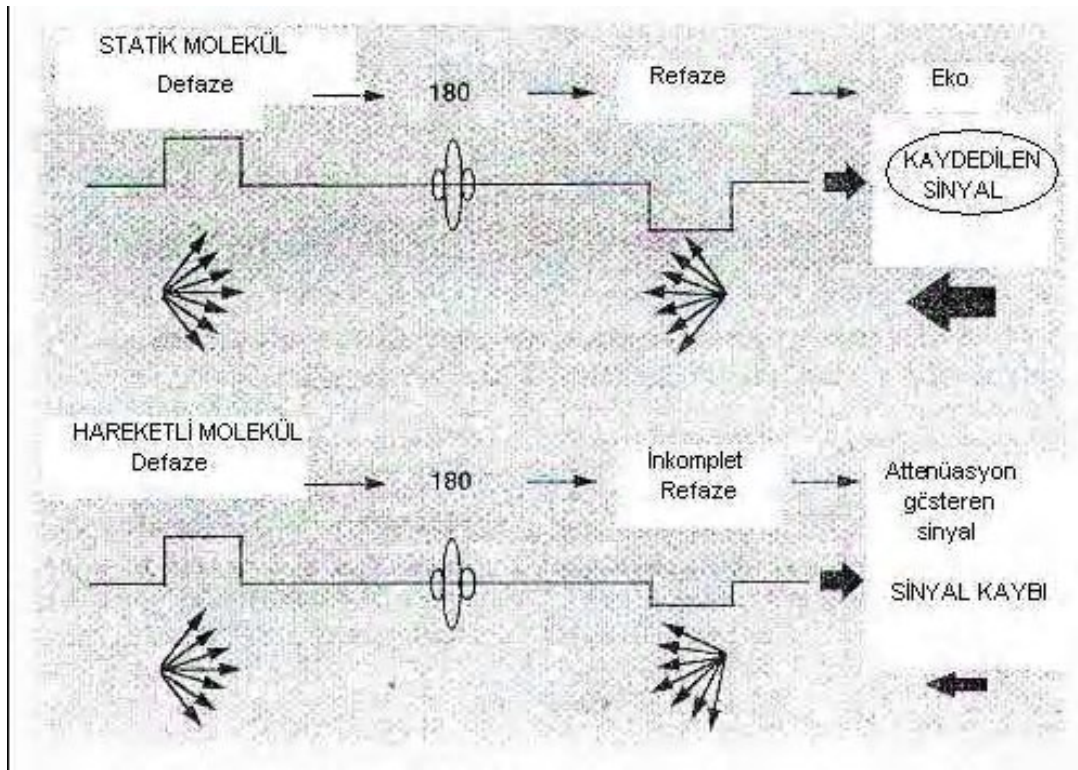 STATİK MOLEKÜL
Defaze
180
Refaze
Eko
KAYDEDİLEN
SİNYAL
HAREKETLİ MOLEKÜL
Defaze
180
İnkomplet
Refaze
Attenüasyon
gösteren
sinyal
SİNYAL KAYBI